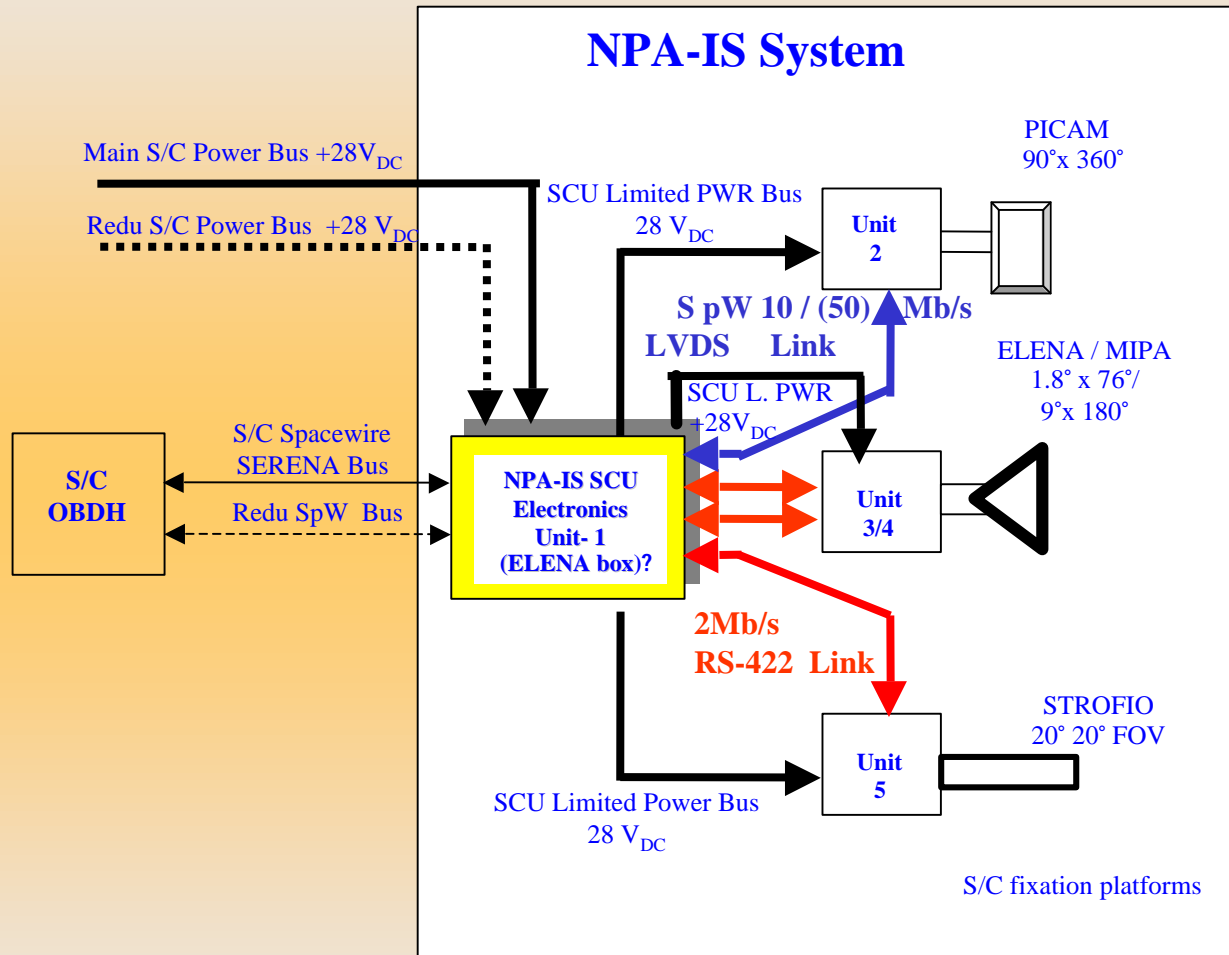 NPA-IS System
PICAM
90°x 360°
Main S/C Power Bus +28VDC
SCU Limited PWR Bus
28 VDC
Redu S/C Power Bus +28 VDC
Unit
2
S pW 10 / (50) Mb/s
LVDS Link
ELENA / MIPA
1.8° x 76°/
9°x 180°
SCU L. PWR
+28VDC
S/C Spacewire
SERENA Bus
S/C
OBDH
Redu SpW Bus
NPA-IS SCU
Electronics
Unit- 1
(ELENA box)?
Unit
3/4
2Mb/s
RS-422 Link
STROFIO
20° 20° FOV
Unit
5
SCU Limited Power Bus
28 VDC
S/C fixation platforms